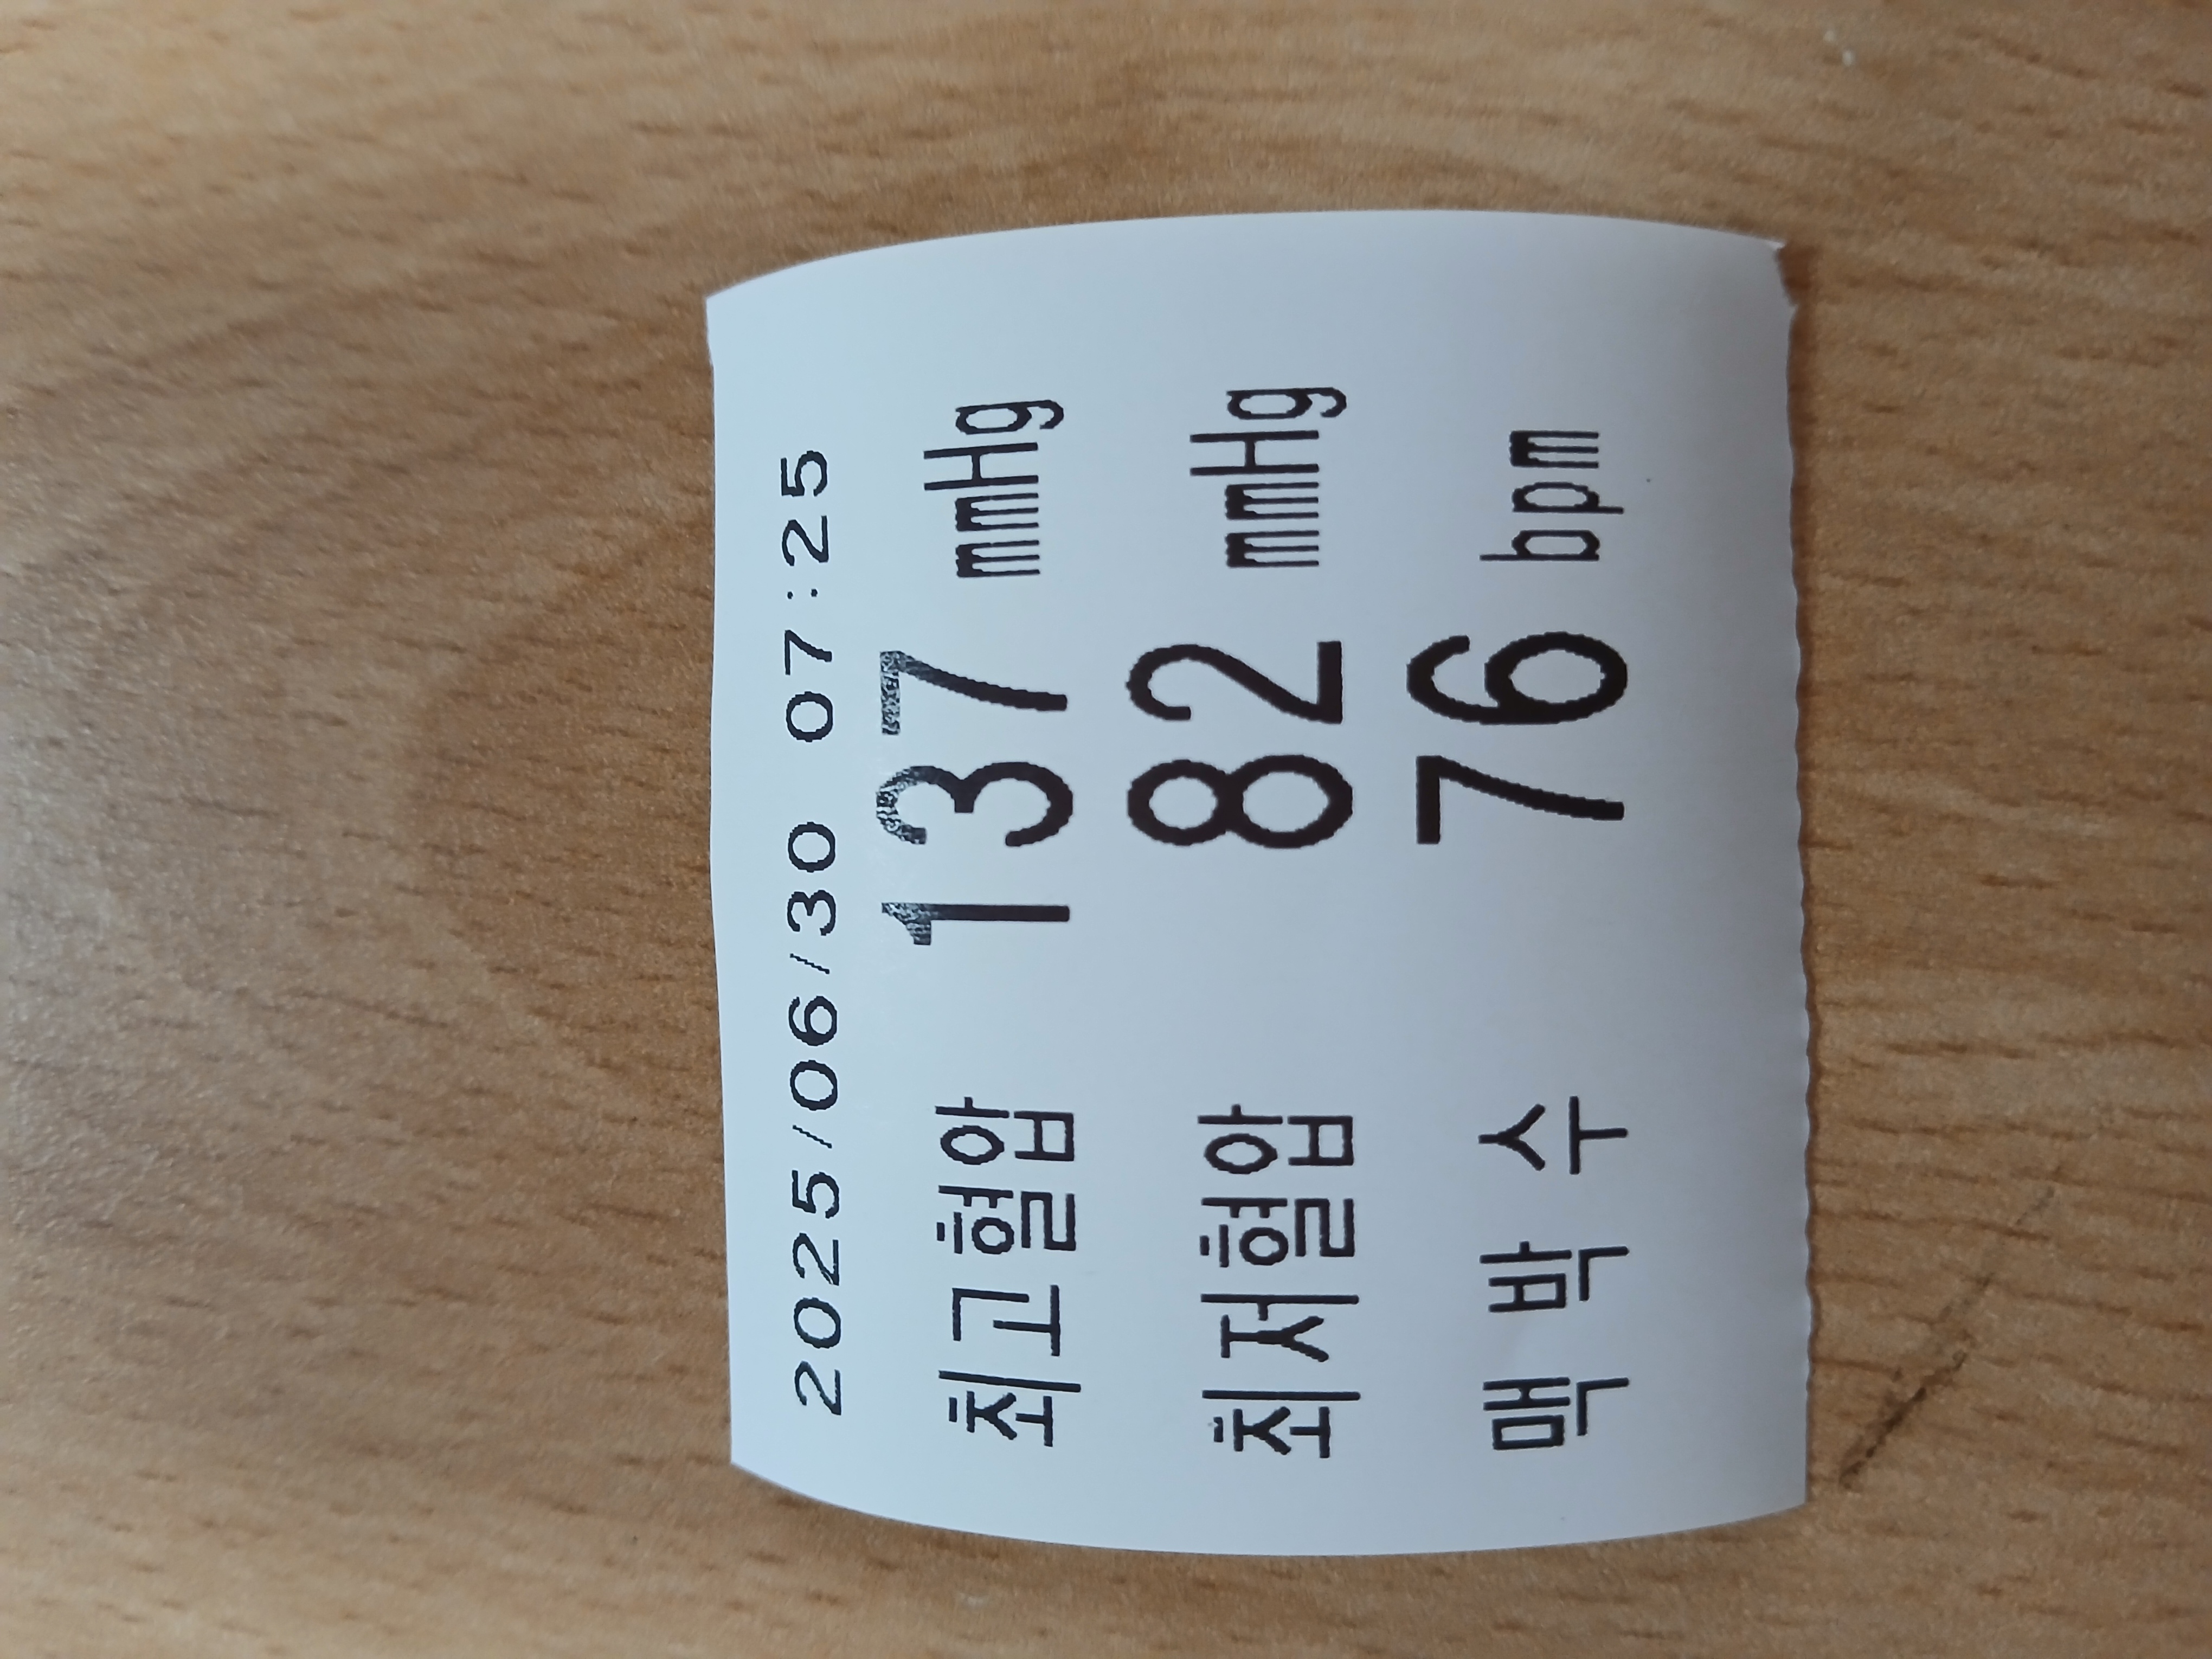 2025/06/30 07:25
최고혈압 137 mmHg
최저혈압 82 mmHg
맥 박 수 76 bpm